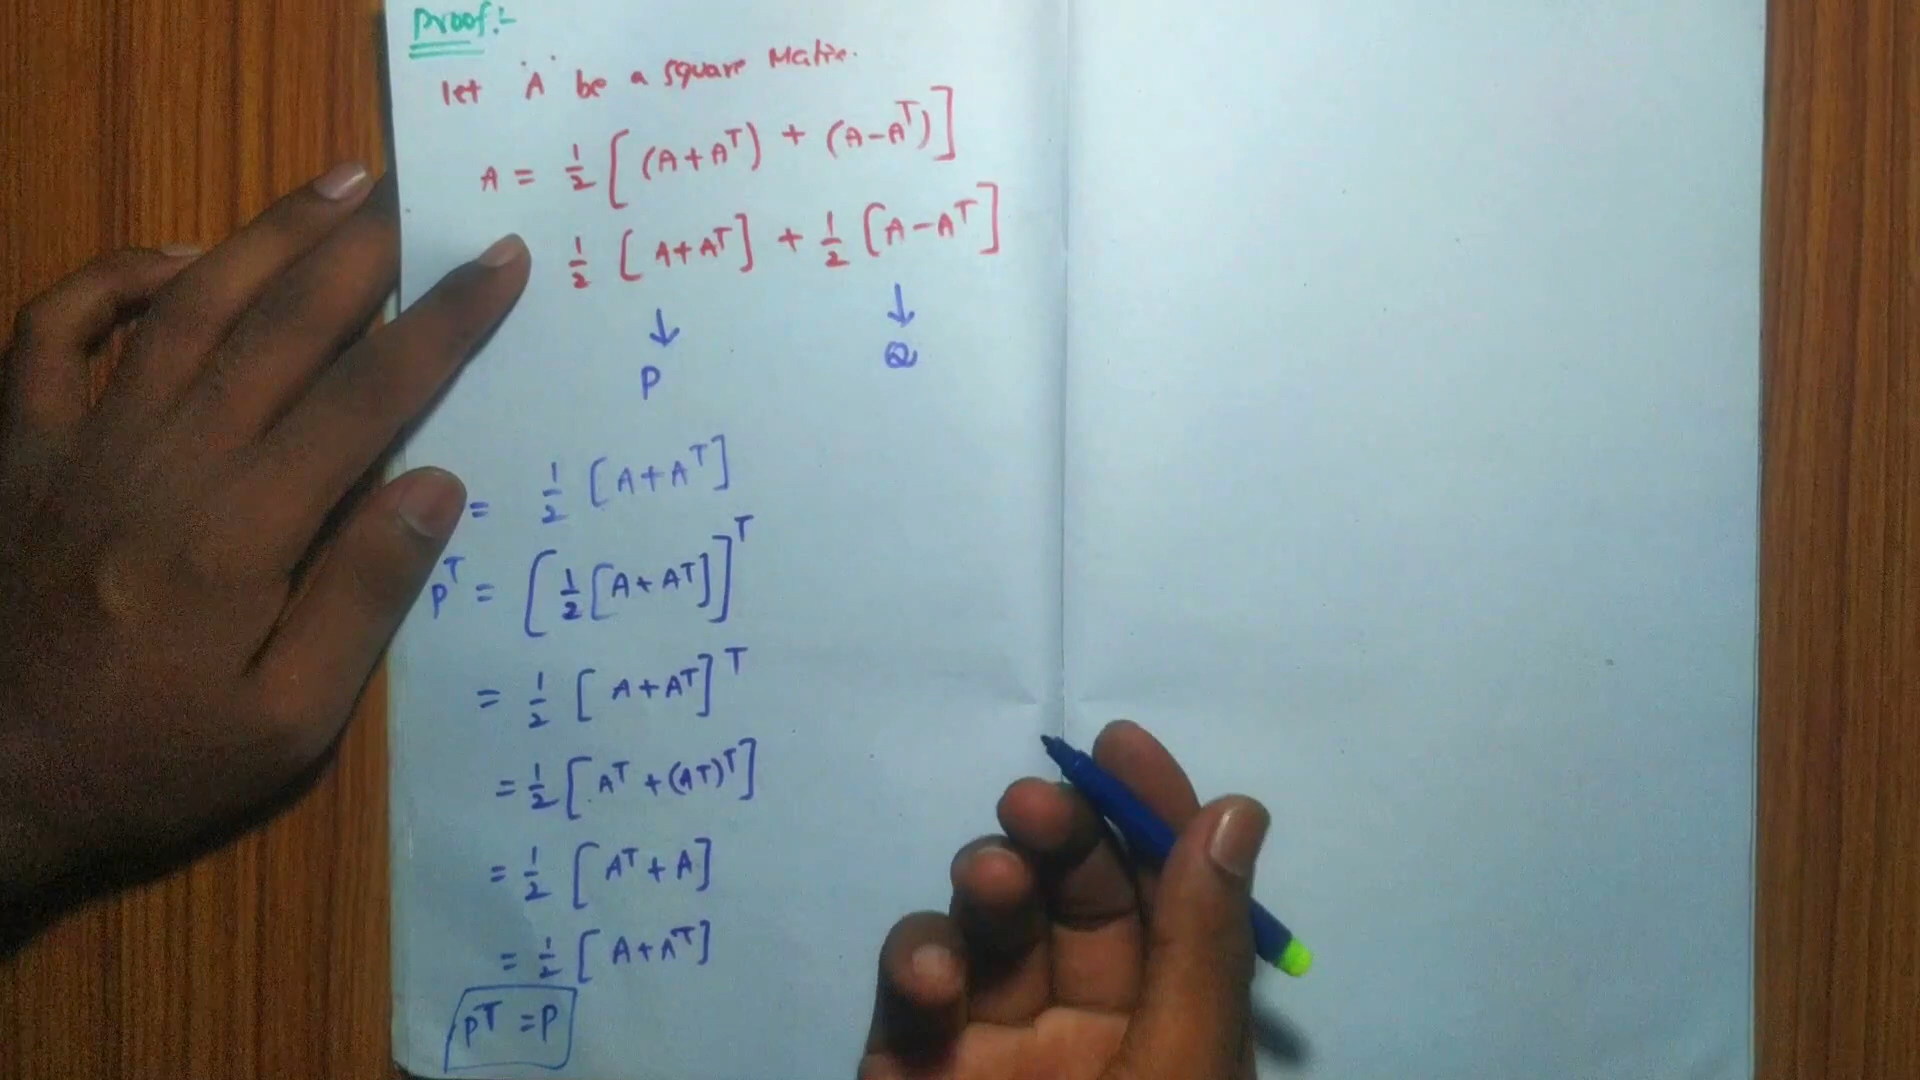 Proof:-
let 'A' be a square Matix.
A = 1/2 [(A+A^T) + (A-A^T)]
1/2 [A+A^T] + 1/2 [A-A^T]
↓ ↓
P Q
= 1/2 [A+A^T]
P^T = [1/2 [A+A^T]]^T
= 1/2 [A+A^T]^T
= 1/2 [A^T + (A^T)^T]
= 1/2 [A^T + A]
= 1/2 [A+A^T]
P^T = P